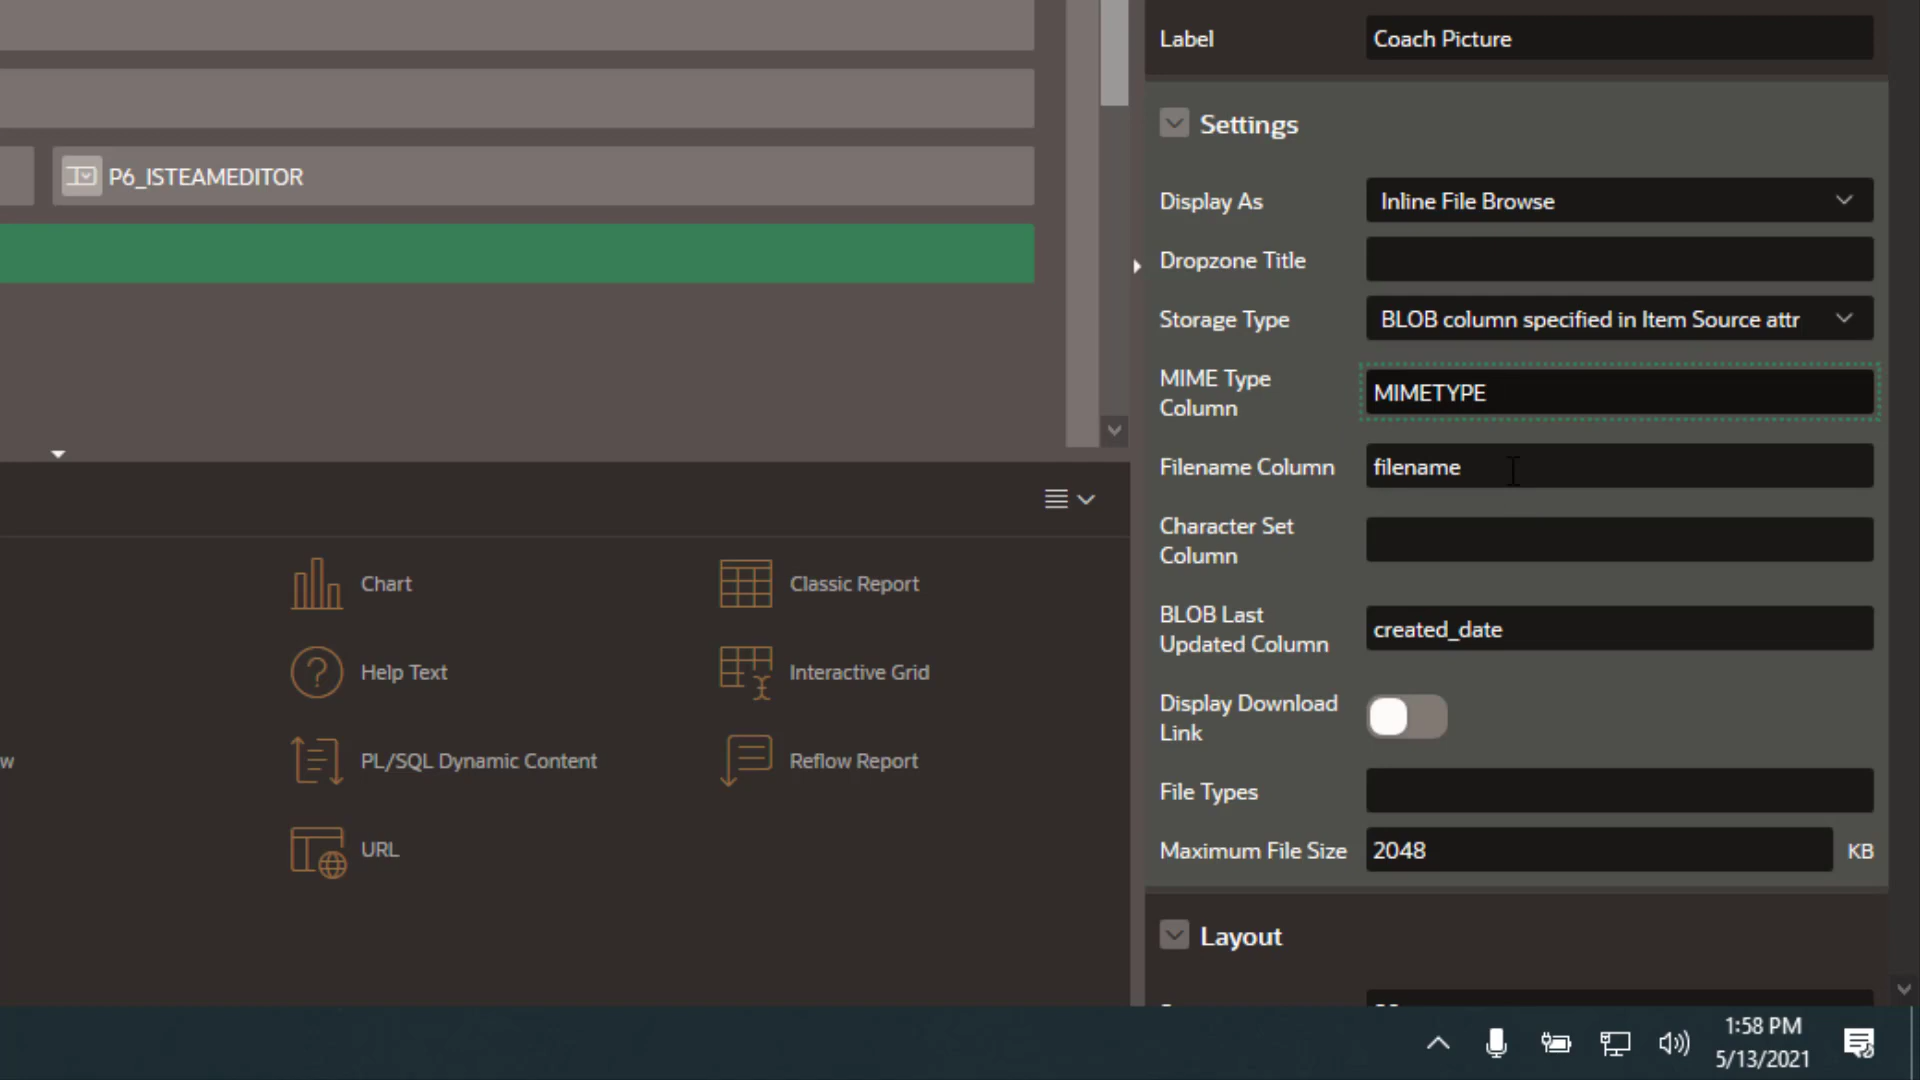 Label
Coach Picture
Settings
P6_ISTEAMEDITOR
Display As
Inline File Browse
Dropzone Title
Storage Type
BLOB column specified in Item Source attr
MIME Type
Column
MIMETYPE
Filename Column
filename
Character Set
Column
BLOB Last
Updated Column
created_date
Display Download
Link
File Types
Maximum File Size
2048
KB
Layout
Chart
Classic Report
Help Text
Interactive Grid
w
PL/SQL Dynamic Content
Reflow Report
URL
1:58 PM
5/13/2021